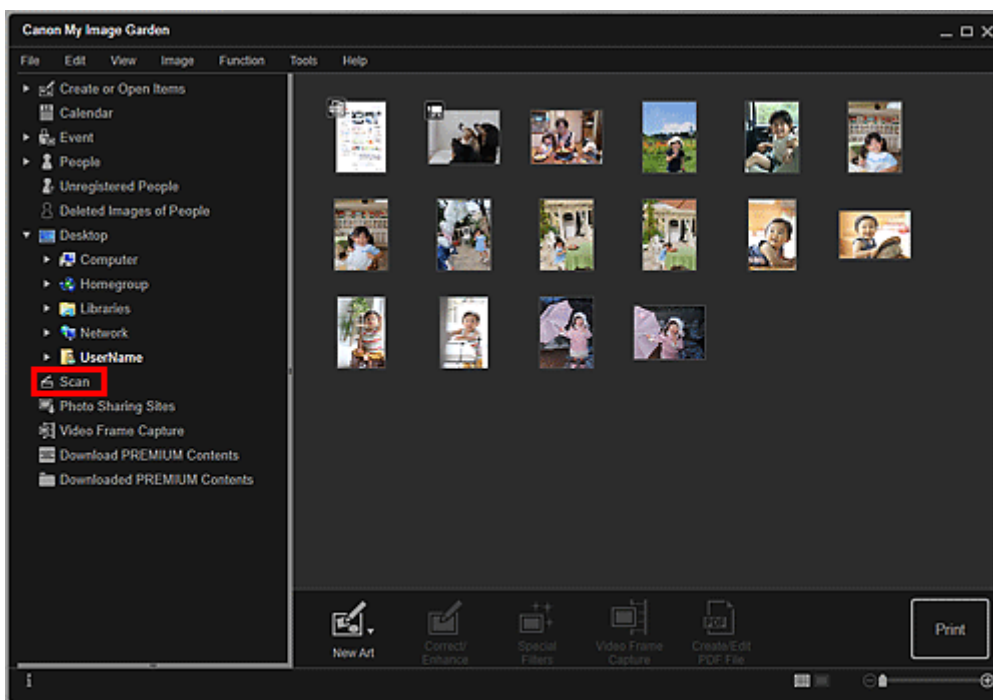 Canon My Image Garden
File Edit View Image Function Tools Help
Create or Open Items
Calendar
Event
People
Unregistered People
Deleted Images of People
Desktop
Computer
Homegroup
Libraries
Network
UserName
Scan
Photo Sharing Sites
Video Frame Capture
Download PREMIUM Contents
Downloaded PREMIUM Contents
New Art
Correct/
Enhance
Special
Filters
Video Frame
Capture
PDF
Create/Edit
PDF File
Print